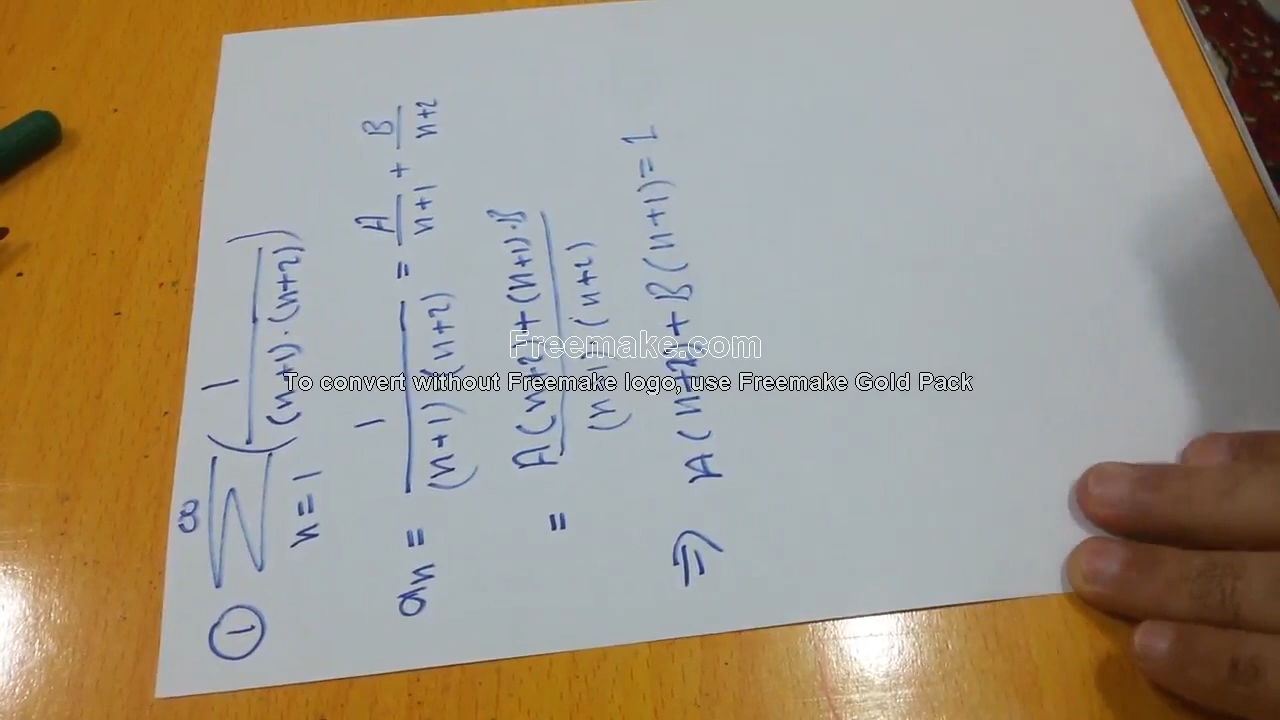 ① ∞∑n=1 (1/((n+1)·(n+2)))
an = 1/((n+1)(n+2)) = A/(n+1) + B/(n+2)
= (A(n+2)+(n+1)·B)/((n+1)·(n+2))
⇒ A(n+2)+B(n+1)=1
Freemake.com
To convert without Freemake logo, use Freemake Gold Pack